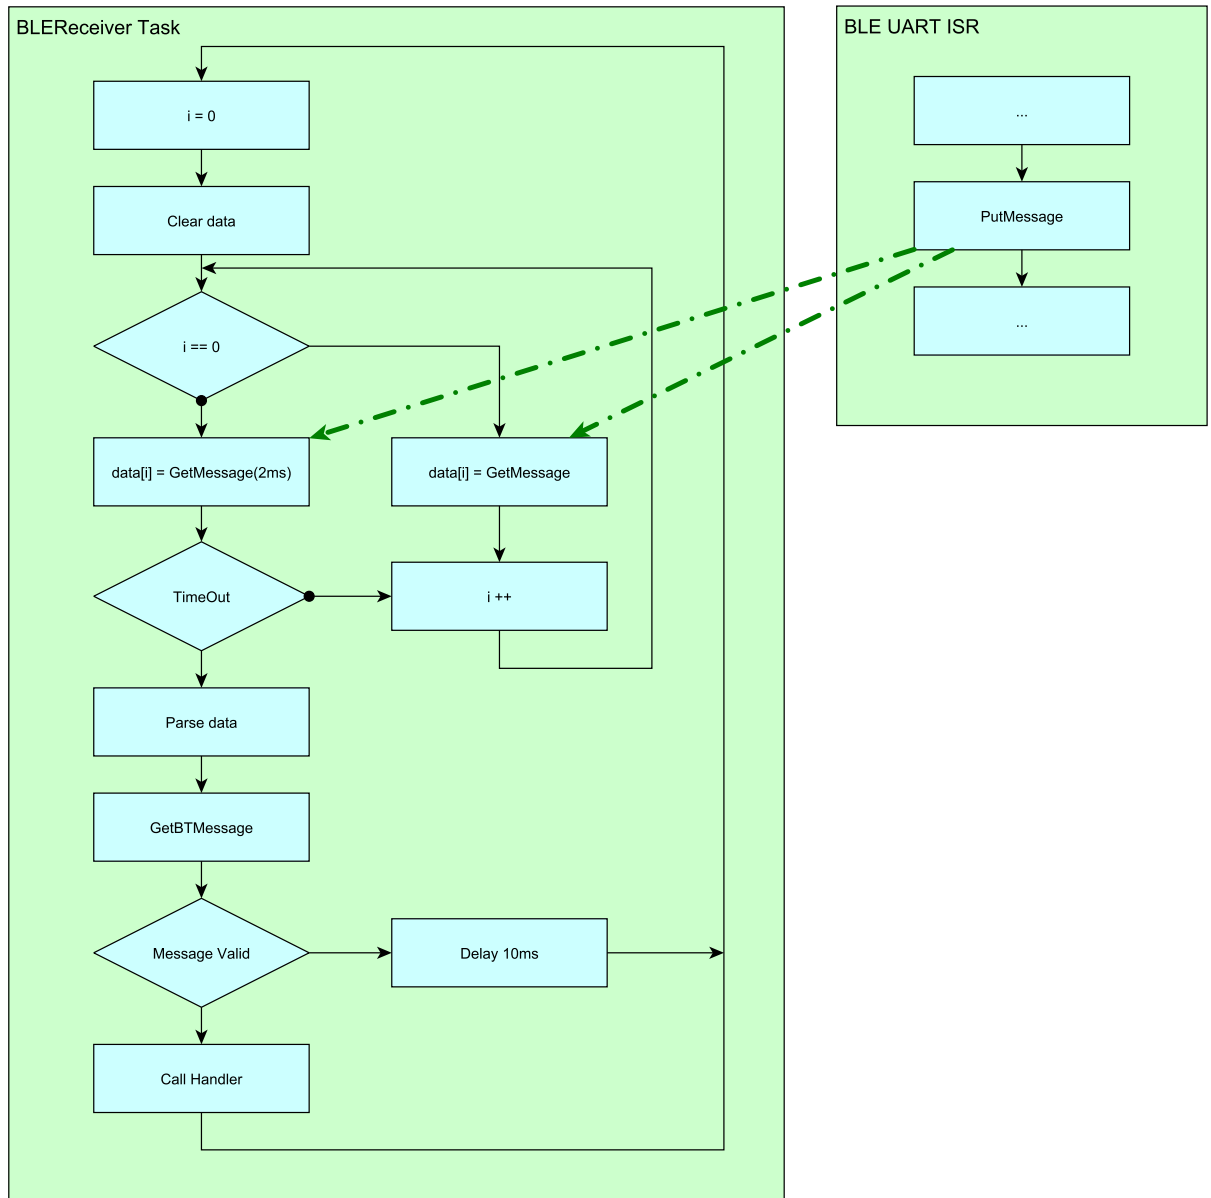 BLEReceiver Task
i = 0
Clear data
i == 0
data[i] = GetMessage(2ms)
data[i] = GetMessage
TimeOut
i ++
Parse data
GetBTMessage
Message Valid
Delay 10ms
Call Handler
BLE UART ISR
...
PutMessage
...